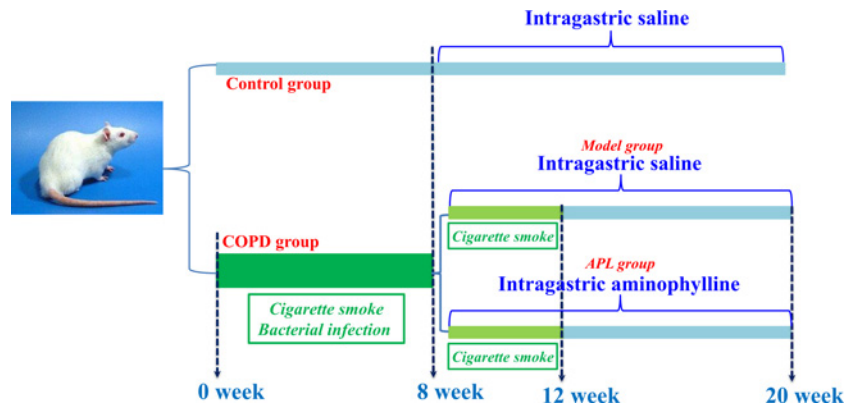 Intragastric saline
Control group
Model group
Intragastric saline
Cigarette smoke
COPD group
Cigarette smoke
Bacterial infection
APL group
Intragastric aminophylline
Cigarette smoke
0 week
8 week
12 week
20 week